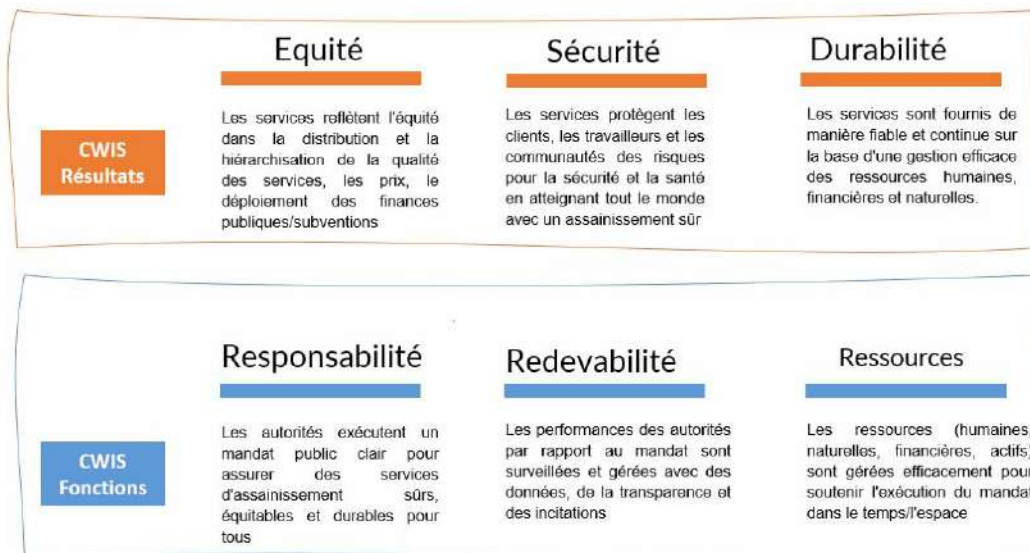 Equité
Sécurité
Durabilité
CWIS
Résultats
Les services reflètent l'équité
dans la distribution et la
hiérarchisation de la qualité
des services, les prix, le
déploiement des finances
publiques/subventions
Les services protègent les
clients, les travailleurs et les
communautés des risques
pour la sécurité et la santé
en atteignant tout le monde
avec un assainissement sûr
Les services sont fournis de
manière fiable et continue sur
la base d'une gestion efficace
des ressources humaines,
financières et naturelles.
Responsabilité
Redevabilité
Ressources
CWIS
Fonctions
Les autorités exécutent un
mandat public clair pour
assurer des services
d'assainissement sûrs,
équitables et durables pour
tous
Les performances des autorités
par rapport au mandat sont
surveillées et gérées avec des
données, de la transparence et
des incitations
Les ressources (humaines,
naturelles, financières, actifs)
sont gérées efficacement pour
soutenir l'exécution du mandat
dans le temps/l'espace